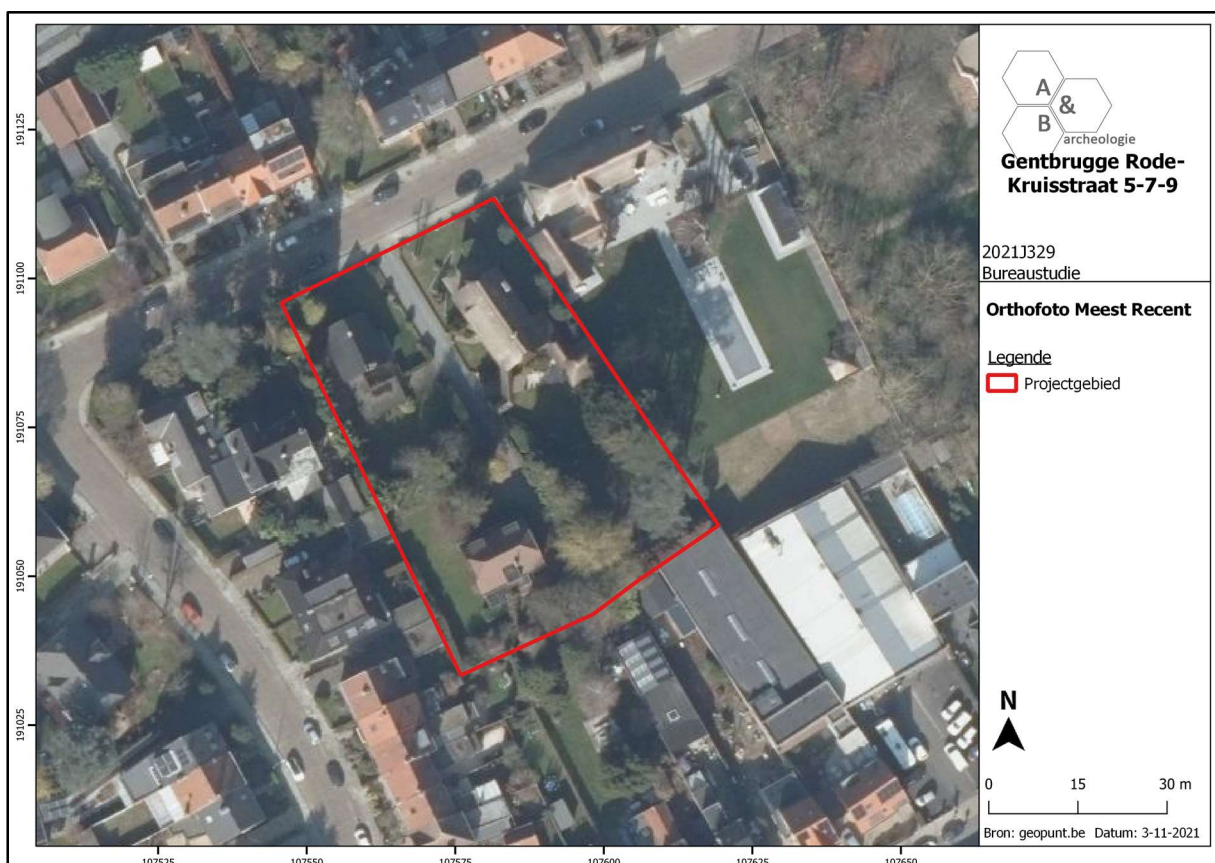 A
&
B
archeologie
Gentbrugge Rode-
Kruisstraat 5-7-9
2021J329
Bureaustudie
Orthofoto Meest Recent
Legende
Projectgebied
N
0 15 30 m
Bron: geopunt.be Datum: 3-11-2021
191125
191100
191075
191050
191025
107525 107550 107575 107600 107625 107650